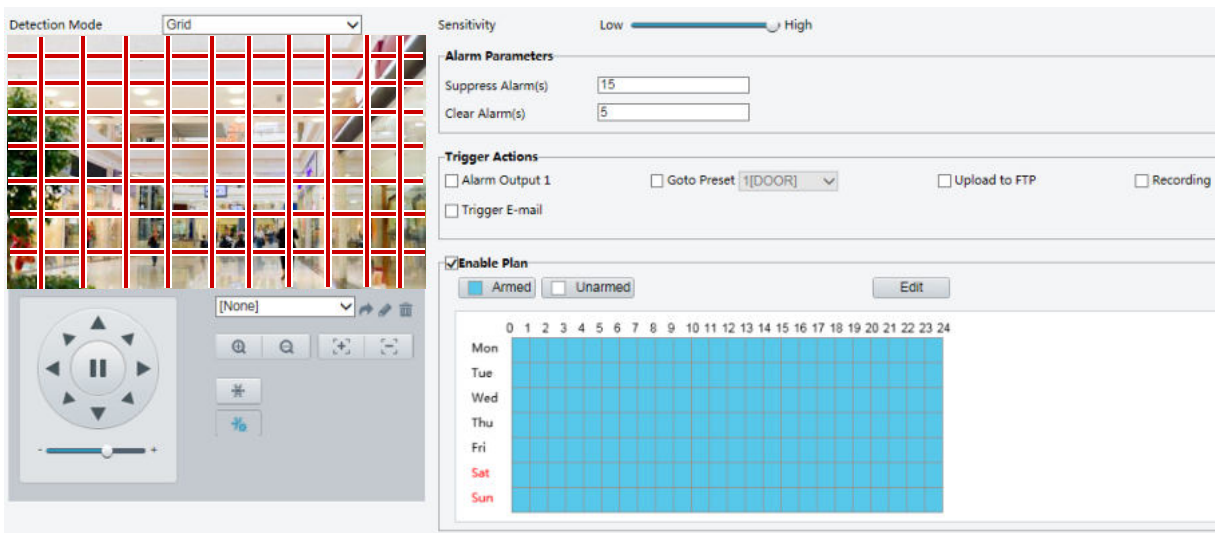 Detection Mode Grid
Sensitivity Low High
Alarm Parameters
Suppress Alarm(s) 15
Clear Alarm(s) 5
Trigger Actions
Alarm Output 1 Goto Preset 1[DOOR] Upload to FTP Recording
Trigger E-mail
Enable Plan
Armed Unarmed Edit
[None]
- +
0 1 2 3 4 5 6 7 8 9 10 11 12 13 14 15 16 17 18 19 20 21 22 23 24
Mon
Tue
Wed
Thu
Fri
Sat
Sun